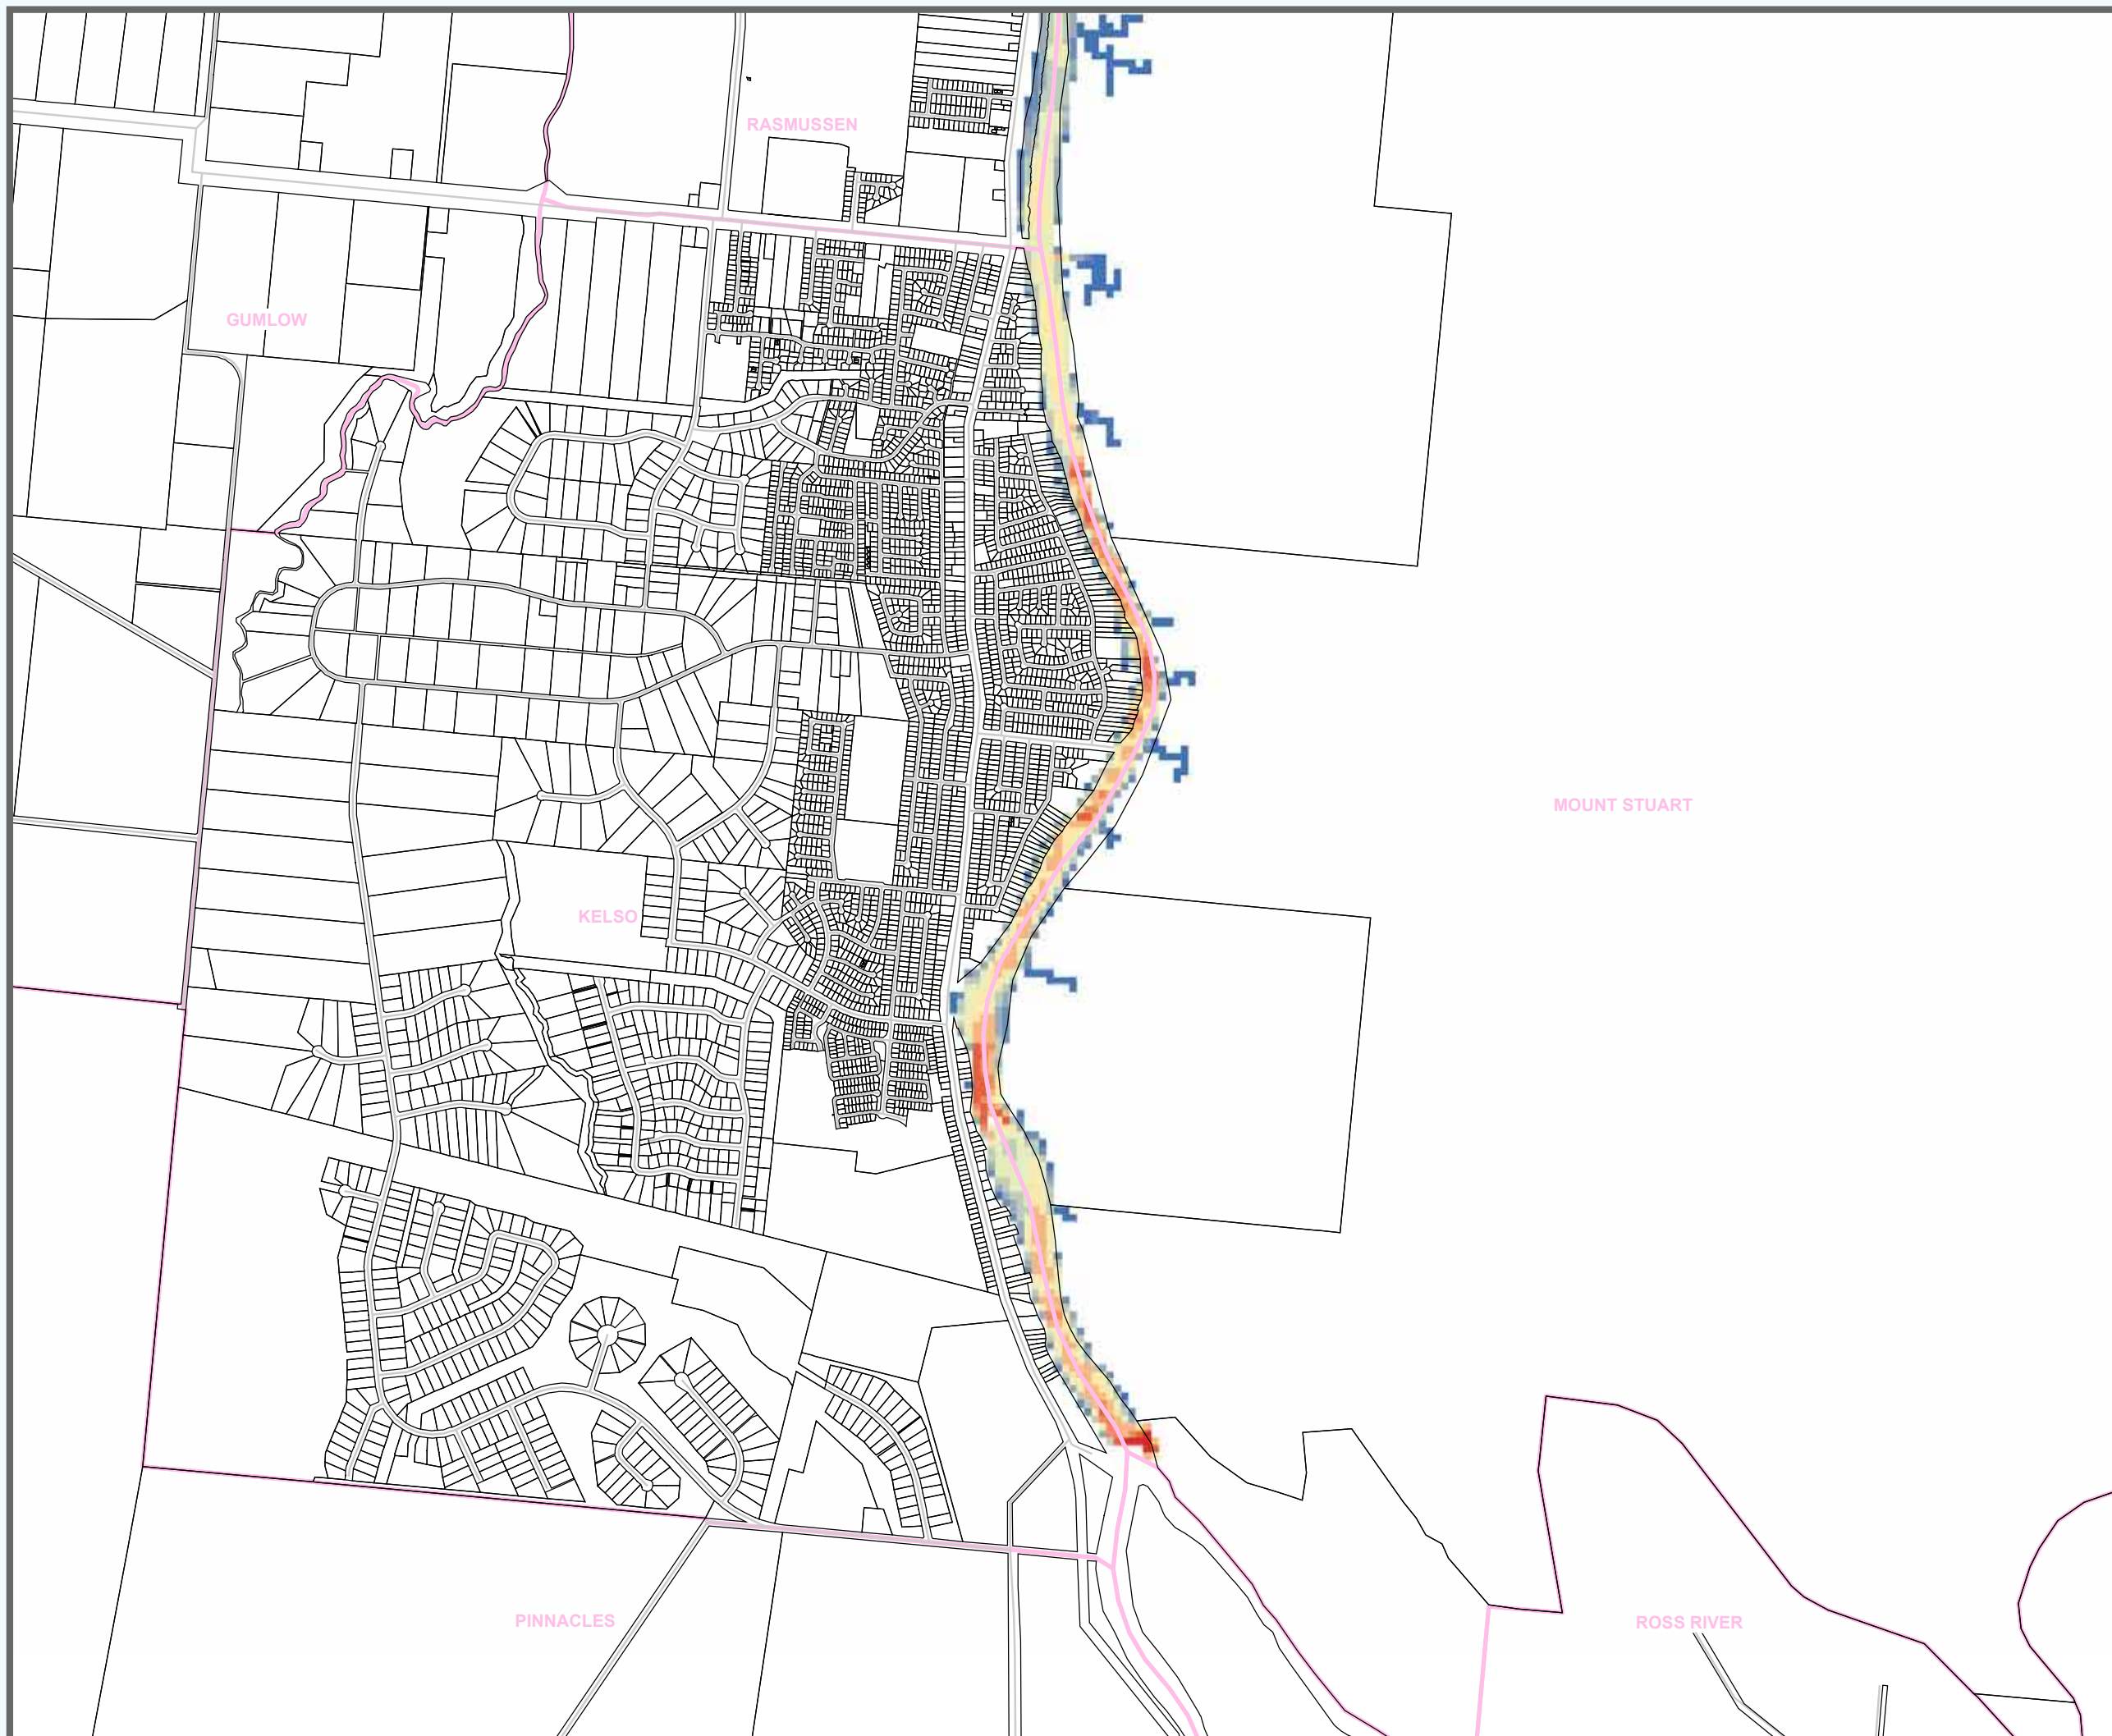 RASMUSSEN
GUMLOW
MOUNT STUART
KELSO
PINNACLES
ROSS RIVER